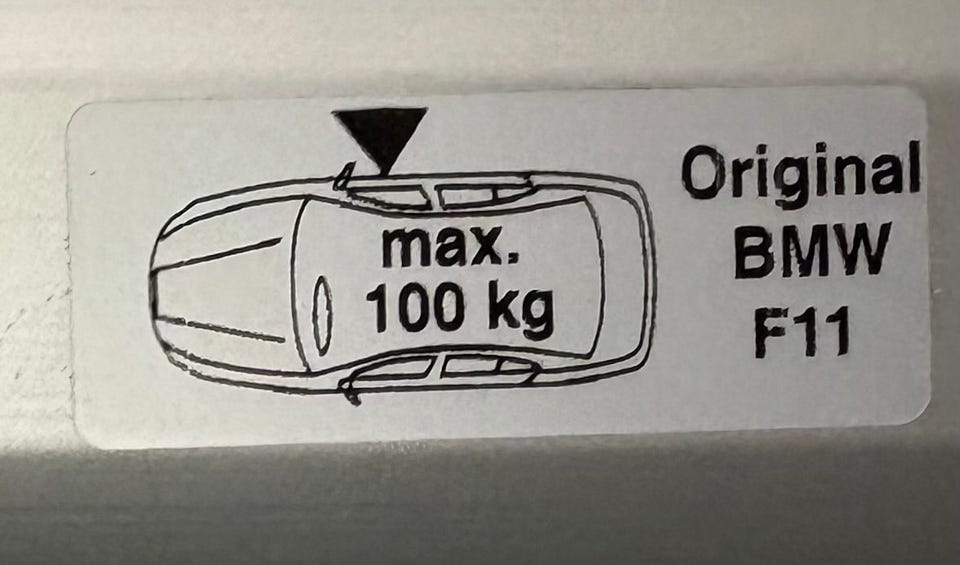 max.
100 kg
Original
BMW
F11